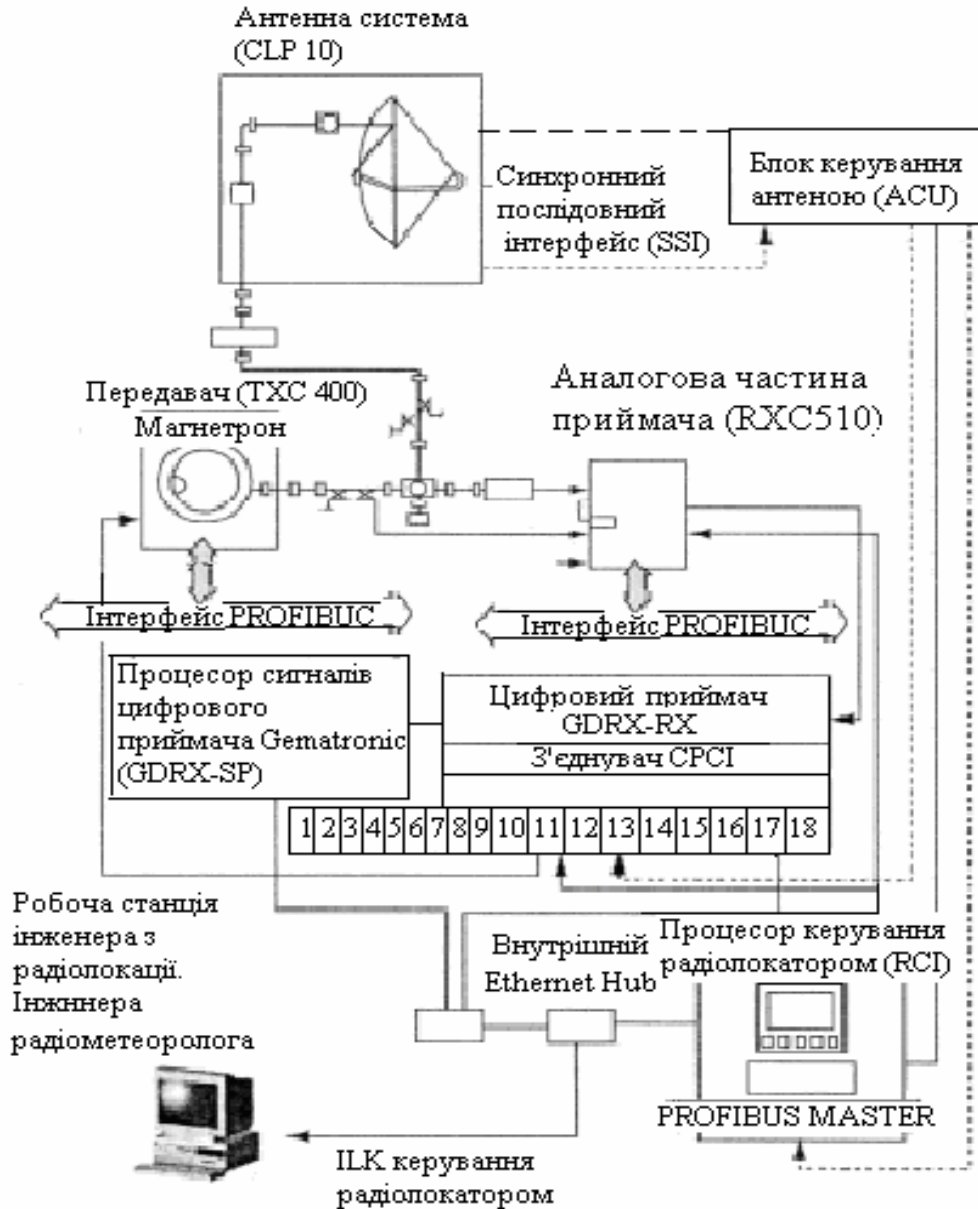 Антенна система
(CLP 10)
Блок керування
антеною (ACU)
Синхронний
послідовний
інтерфейс (SSI)
Передавач (TXC 400)
Магнетрон
Аналогова частина
приймача (RXC510)
Інтерфейс PROFIBUC
Інтерфейс PROFIBUC
Процесор сигналів
цифрового
приймача Gematronic
(GDRX-SP)
Цифровий приймач
GDRX-RX
З'єднувач CPCI
1 2 3 4 5 6 7 8 9 10 11 12 13 14 15 16 17 18
Робоча станція
інженера з
радіолокації.
Інжинера
радіометеоролога
Внутрішній
Ethernet Hub
Процесор керування
радіолокатором (RCI)
PROFIBUS MASTER
ILK керування
радіолокатором